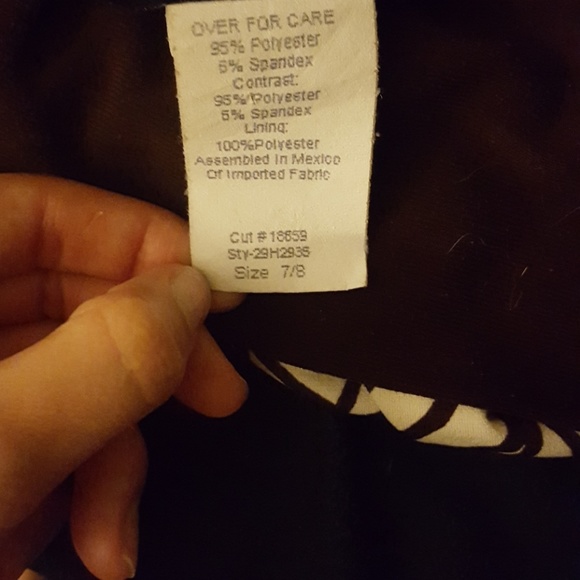 OVER FOR CARE
95% Polyester
5% Spandex
Contrast:
95%Polyester
5% Spandex
Lining:
100%Polyester
Assembled In Mexico
Of Imported Fabric
Cut # 18659
Sty-29H2936
Size 7/8